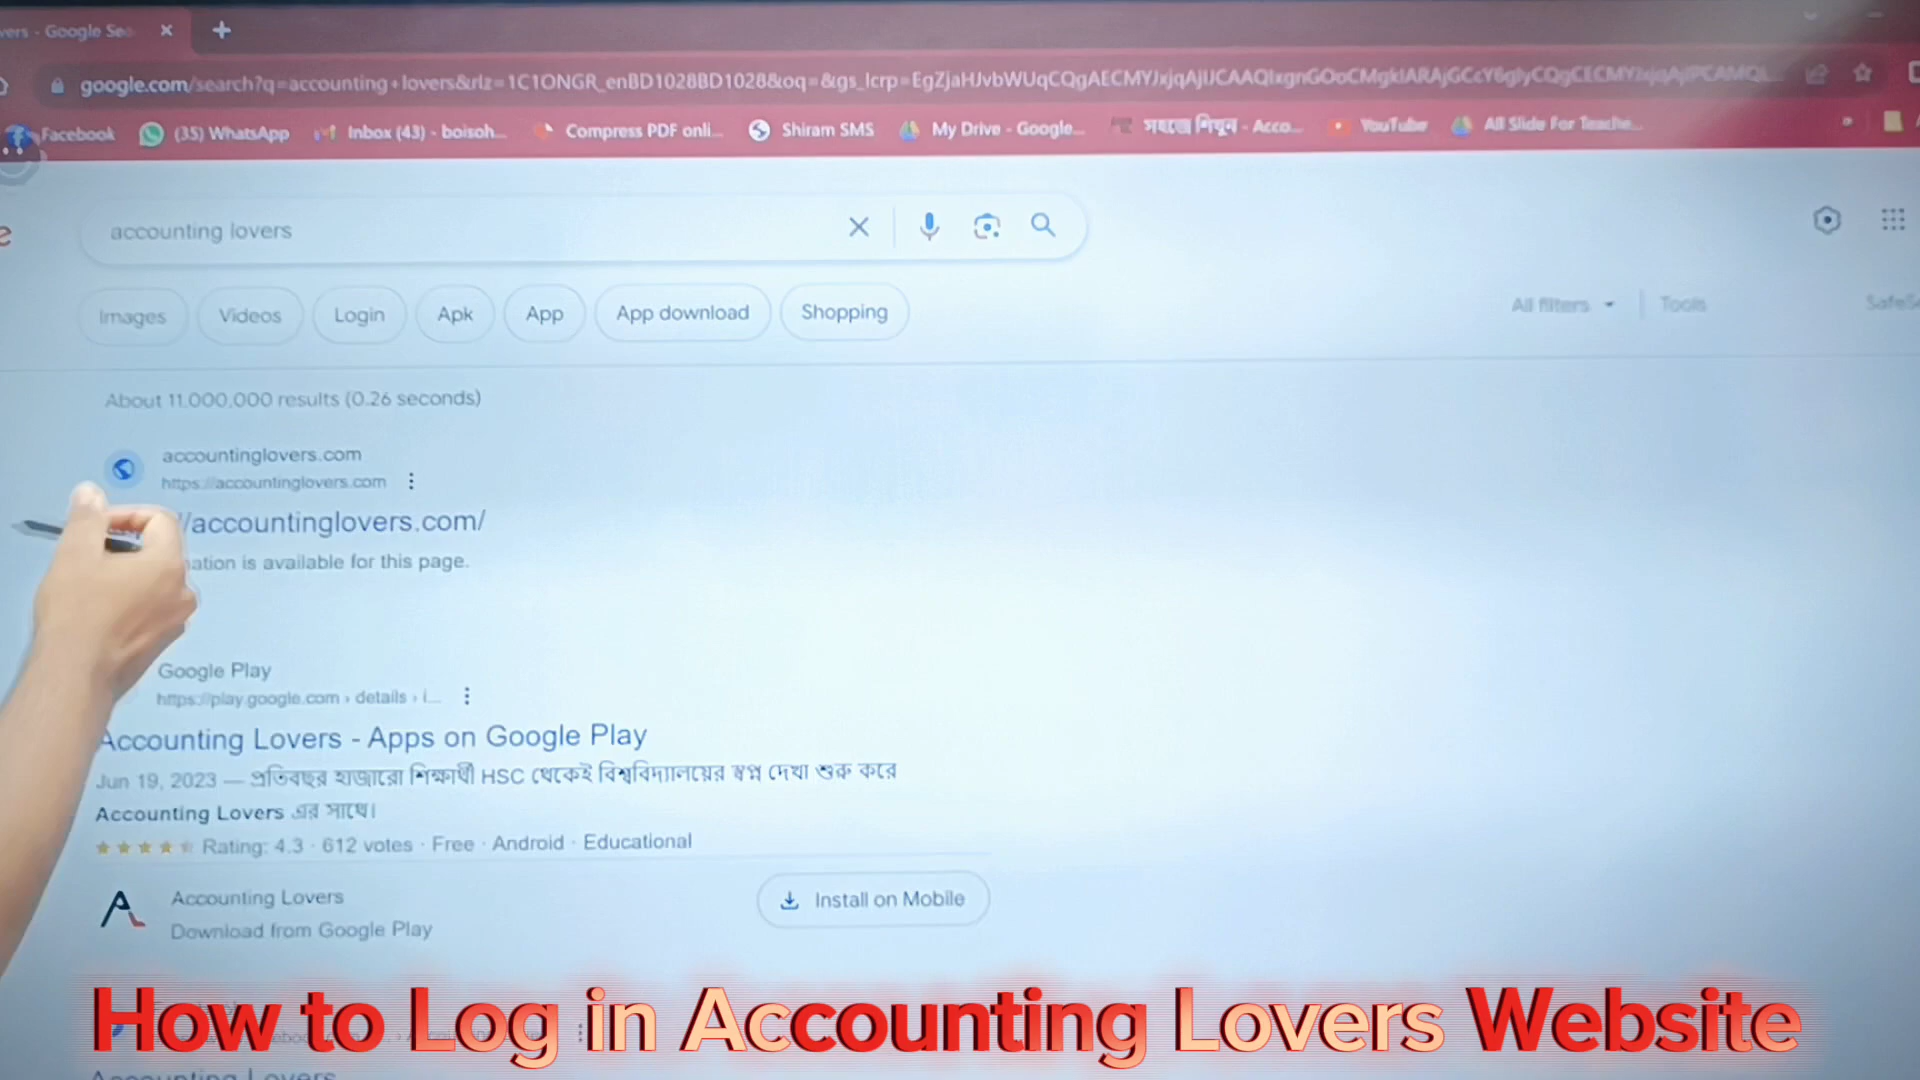 vers - Google Sea
google.com/search?q=accounting+lovers&rlz=1C1ONGR_enBD1028BD1028&oq=&gs_lcrp=
Facebook (35) WhatsApp Inbox (43) - boisoh... Compress PDF onli... Shiram SMS My Drive - Google... সহজে শিখুন - Acco... YouTube All Slide For Teache...
accounting lovers
Images Videos Login Apk App App download Shopping All filters Tools SafeSe
About 11,000,000 results (0.26 seconds)
accountinglovers.com
https://accountinglovers.com
//accountinglovers.com/
nation is available for this page.
Google Play
https://play.google.com › details › i...
Accounting Lovers - Apps on Google Play
Jun 19, 2023 — প্রতিবছর হাজারো শিক্ষার্থী HSC থেকেই বিশ্ববিদ্যালয়ের স্বপ্ন দেখা শুরু করে
Accounting Lovers এর সাথে।
Rating: 4.3 · 612 votes · Free · Android · Educational
Accounting Lovers
Install on Mobile
Download from Google Play
How to Log in Accounting Lovers Website
Accounting Lovers